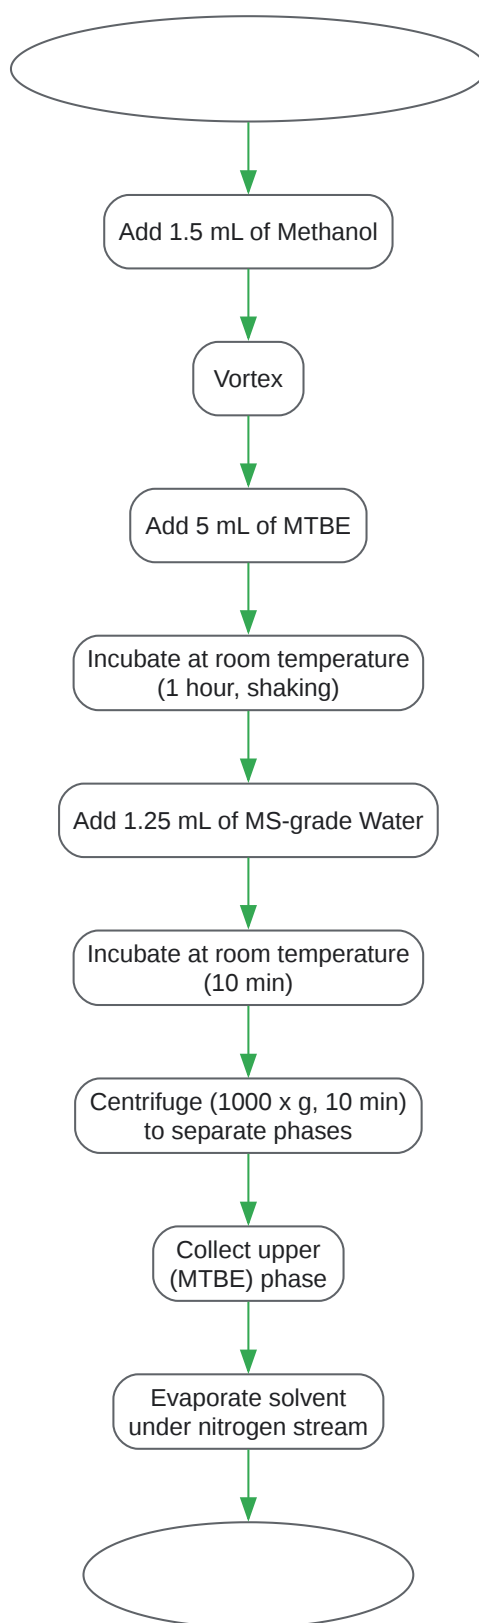 Add 1.5 mL of Methanol
Vortex
Add 5 mL of MTBE
Incubate at room temperature
(1 hour, shaking)
Add 1.25 mL of MS-grade Water
Incubate at room temperature
(10 min)
Centrifuge (1000 x g, 10 min)
to separate phases
Collect upper
(MTBE) phase
Evaporate solvent
under nitrogen stream